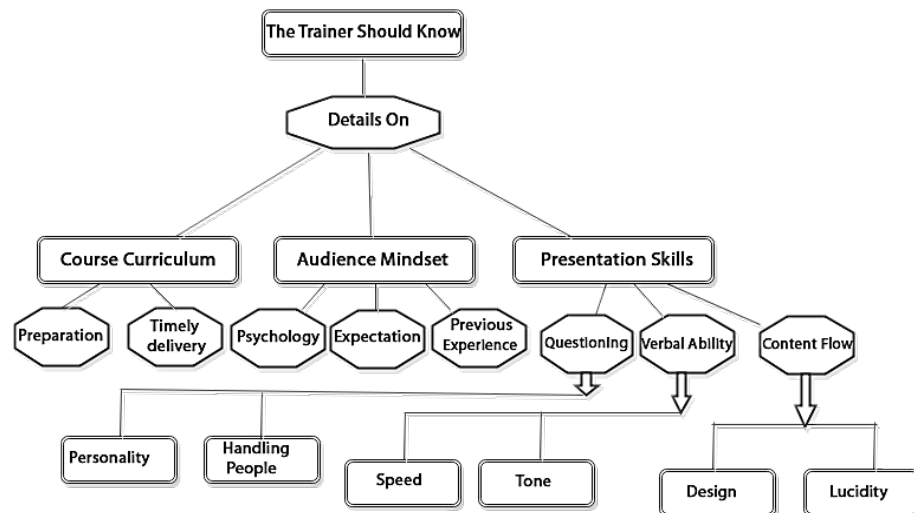 The Trainer Should Know
Details On
Course Curriculum
Audience Mindset
Presentation Skills
Preparation
Timely
delivery
Psychology
Expectation
Previous
Experience
Questioning
Verbal Ability
Content Flow
Personality
Handling
People
Speed
Tone
Design
Lucidity